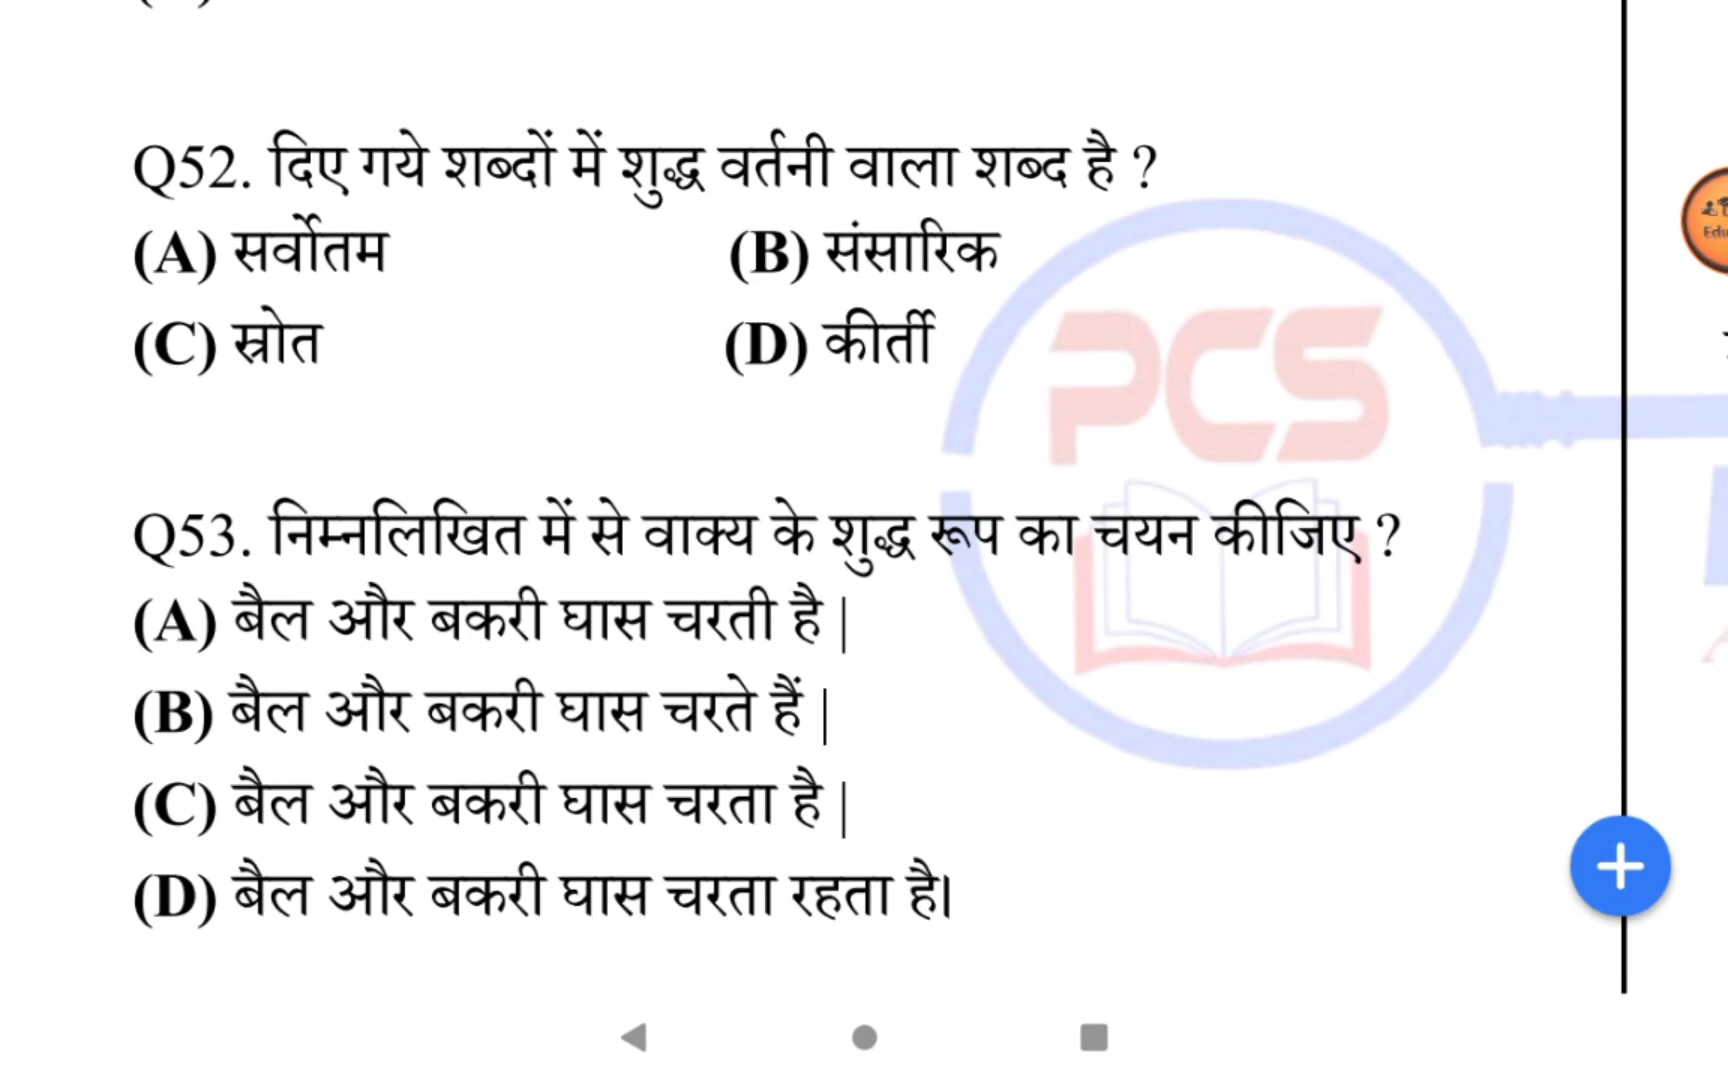 Q52. दिए गये शब्दों में शुद्ध वर्तनी वाला शब्द है ?
(A) सर्वोतम (B) संसारिक
(C) स्रोत (D) कीर्ती
PCS
Edu
Q53. निम्नलिखित में से वाक्य के शुद्ध रूप का चयन कीजिए ?
(A) बैल और बकरी घास चरती है |
(B) बैल और बकरी घास चरते हैं |
(C) बैल और बकरी घास चरता है |
(D) बैल और बकरी घास चरता रहता है।